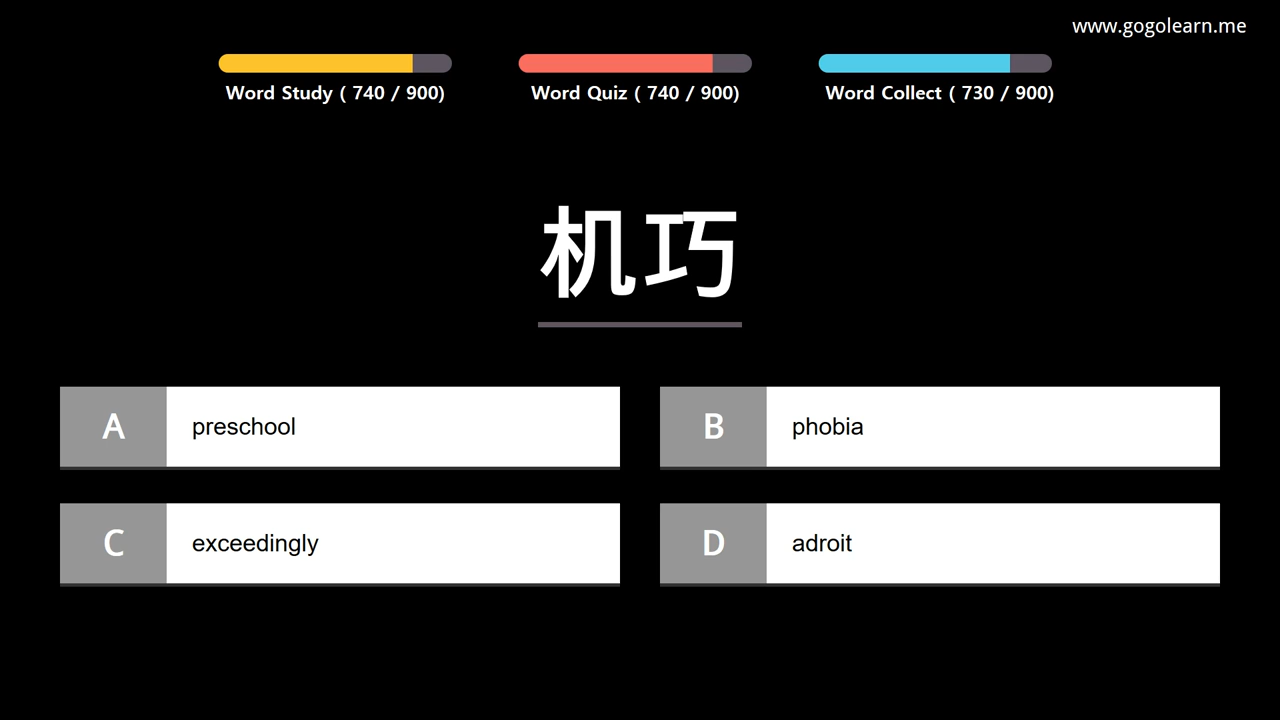 www.gogolearn.me
Word Study ( 740 / 900)
Word Quiz ( 740 / 900)
Word Collect ( 730 / 900)
机巧
A preschool
B phobia
C exceedingly
D adroit